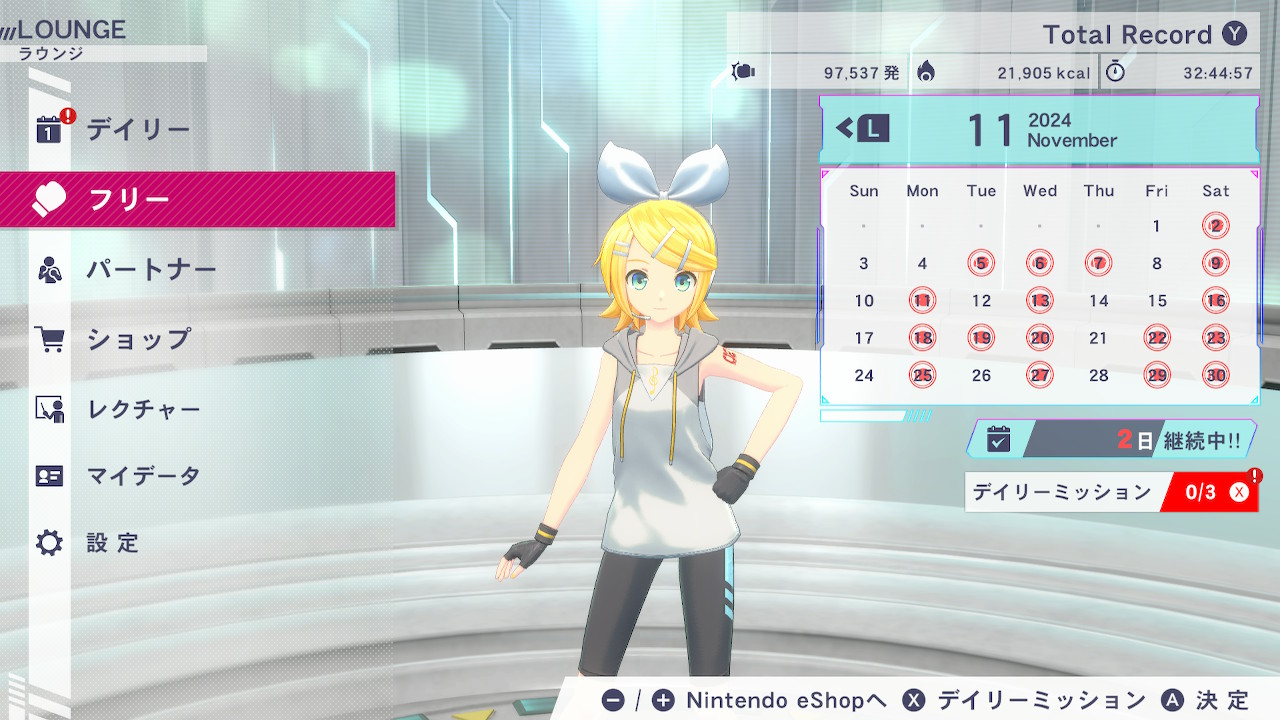 LOUNGE
ラウンジ
デイリー
フリー
パートナー
ショップ
レクチャー
マイデータ
設定
Total Record Y
97,537 発 21,905 kcal 32:44:57
L 11 2024 November
Sun Mon Tue Wed Thu Fri Sat
1 2
3 4 5 6 7 8 9
10 11 12 13 14 15 16
17 18 19 20 21 22 23
24 25 26 27 28 29 30
2日 継続中!!
デイリーミッション 0/3 X !
- / + Nintendo eShopへ X デイリーミッション A 決定